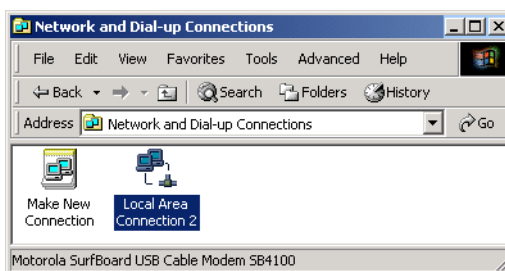 Network and Dial-up Connections
File Edit View Favorites Tools Advanced Help
Back Search Folders History
Address Network and Dial-up Connections Go
Make New Connection
Local Area Connection 2
Motorola SurfBoard USB Cable Modem SB4100